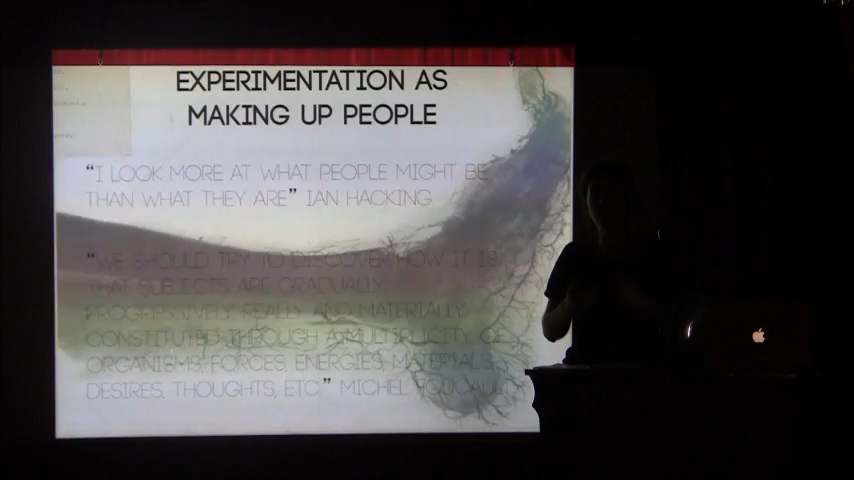 EXPERIMENTATION AS
MAKING UP PEOPLE
"I LOOK MORE AT WHAT PEOPLE MIGHT BE
THAN WHAT THEY ARE" IAN HACKING
"WE SHOULD TRY TO DISCOVER HOW IT IS
THAT SUBJECTS ARE GRADUALLY
PROGRESSIVELY REALLY AND MATERIALLY
CONSTITUTED THROUGH A MULTIPLICITY OF
ORGANISMS, FORCES, ENERGIES, MATERIALS,
DESIRES, THOUGHTS, ETC." MICHEL FOUCAULT